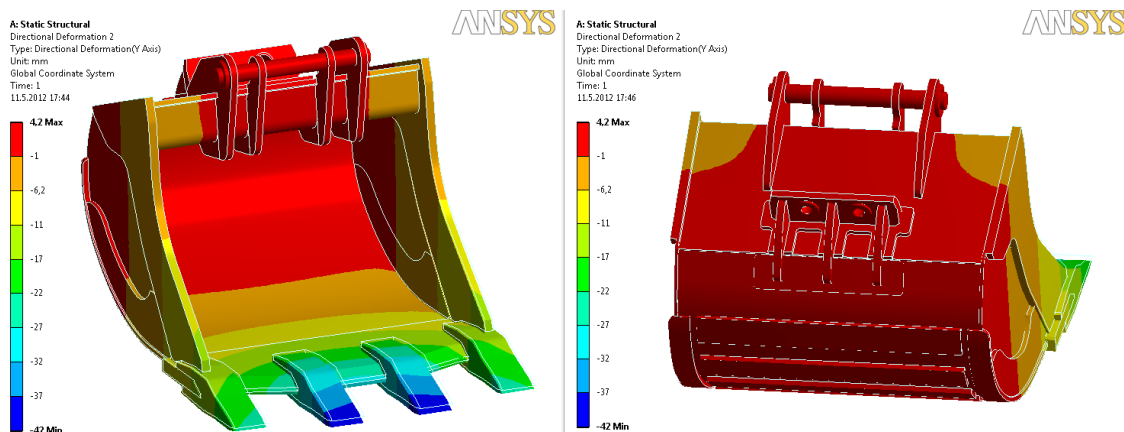 A: Static Structural
Directional Deformation 2
Type: Directional Deformation(Y Axis)
Unit: mm
Global Coordinate System
Time: 1
11.5.2012 17:44
ANSYS
4,2 Max
-1
-6,2
-11
-17
-22
-27
-32
-37
-42 Min
A: Static Structural
Directional Deformation 2
Type: Directional Deformation(Y Axis)
Unit: mm
Global Coordinate System
Time: 1
11.5.2012 17:46
ANSYS
4,2 Max
-1
-6,2
-11
-17
-22
-27
-32
-37
-42 Min